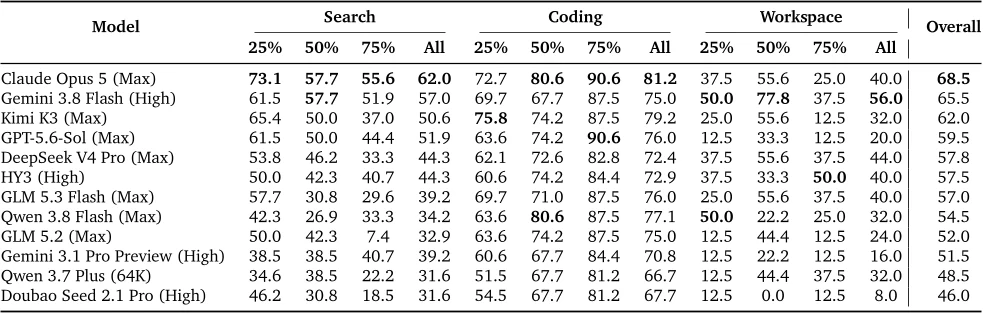 Model Search Coding Workspace Overall
25% 50% 75% All 25% 50% 75% All 25% 50% 75% All
Claude Opus 5 (Max) 73.1 57.7 55.6 62.0 72.7 80.6 90.6 81.2 37.5 55.6 25.0 40.0 68.5
Gemini 3.8 Flash (High) 61.5 57.7 51.9 57.0 69.7 67.7 87.5 75.0 50.0 77.8 37.5 56.0 65.5
Kimi K3 (Max) 65.4 50.0 37.0 50.6 75.8 74.2 87.5 79.2 25.0 55.6 12.5 32.0 62.0
GPT-5.6-Sol (Max) 61.5 50.0 44.4 51.9 63.6 74.2 90.6 76.0 12.5 33.3 12.5 20.0 59.5
DeepSeek V4 Pro (Max) 53.8 46.2 33.3 44.3 62.1 72.6 82.8 72.4 37.5 55.6 37.5 44.0 57.8
HY3 (High) 50.0 42.3 40.7 44.3 60.6 74.2 84.4 72.9 37.5 33.3 50.0 40.0 57.5
GLM 5.3 Flash (Max) 57.7 30.8 29.6 39.2 69.7 71.0 87.5 76.0 25.0 55.6 37.5 40.0 57.0
Qwen 3.8 Flash (Max) 42.3 26.9 33.3 34.2 63.6 80.6 87.5 77.1 50.0 22.2 25.0 32.0 54.5
GLM 5.2 (Max) 50.0 42.3 7.4 32.9 63.6 74.2 87.5 75.0 12.5 44.4 12.5 24.0 52.0
Gemini 3.1 Pro Preview (High) 38.5 38.5 40.7 39.2 60.6 67.7 84.4 70.8 12.5 22.2 12.5 16.0 51.5
Qwen 3.7 Plus (64K) 34.6 38.5 22.2 31.6 51.5 67.7 81.2 66.7 12.5 44.4 37.5 32.0 48.5
Doubao Seed 2.1 Pro (High) 46.2 30.8 18.5 31.6 54.5 67.7 81.2 67.7 12.5 0.0 12.5 8.0 46.0